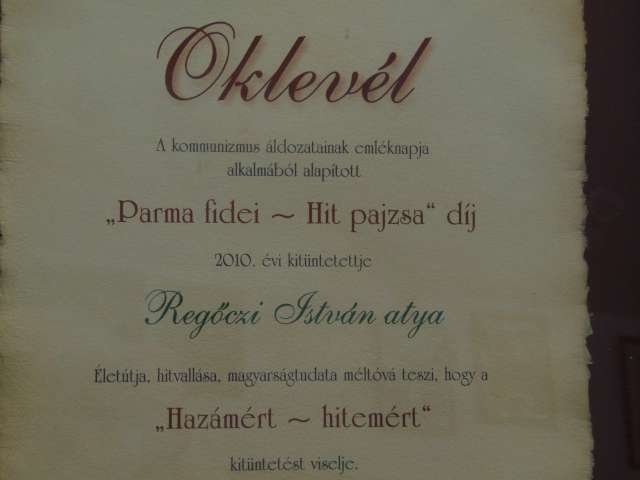 Oklevél
A kommunizmus áldozatainak emléknapja
alkalmából alapított
„Parma fidei ~ Hit pajzsa“ díj
2010. évi kitüntetettje
Regőczi István atya
Életútja, hitvallása, magyarságtudata méltóvá teszi, hogy a
„Hazámért ~ hitemért“
kitüntetést viselje.